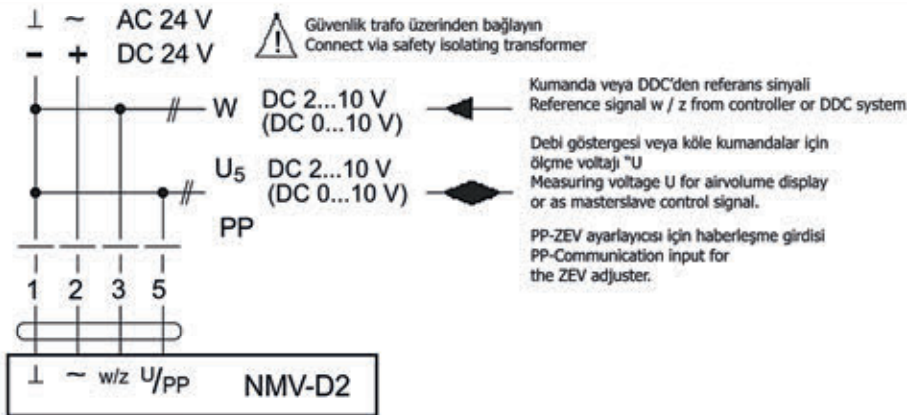 ⊥ ~ AC 24 V
− + DC 24 V
Güvenlik trafo üzerinden bağlayın
Connect via safety isolating transformer
W DC 2...10 V
(DC 0...10 V)
Kumanda veya DDC'den referans sinyali
Reference signal w / z from controller or DDC system
U5 DC 2...10 V
(DC 0...10 V)
PP
Debi göstergesi veya köle kumandalar için
ölçme voltajı "U
Measuring voltage U for airvolume display
or as masterslave control signal.
PP-ZEV ayarlayıcısı için haberleşme girdisi
PP-Communication input for
the ZEV adjuster.
1 2 3 5
⊥ ~ w/z U/PP NMV-D2